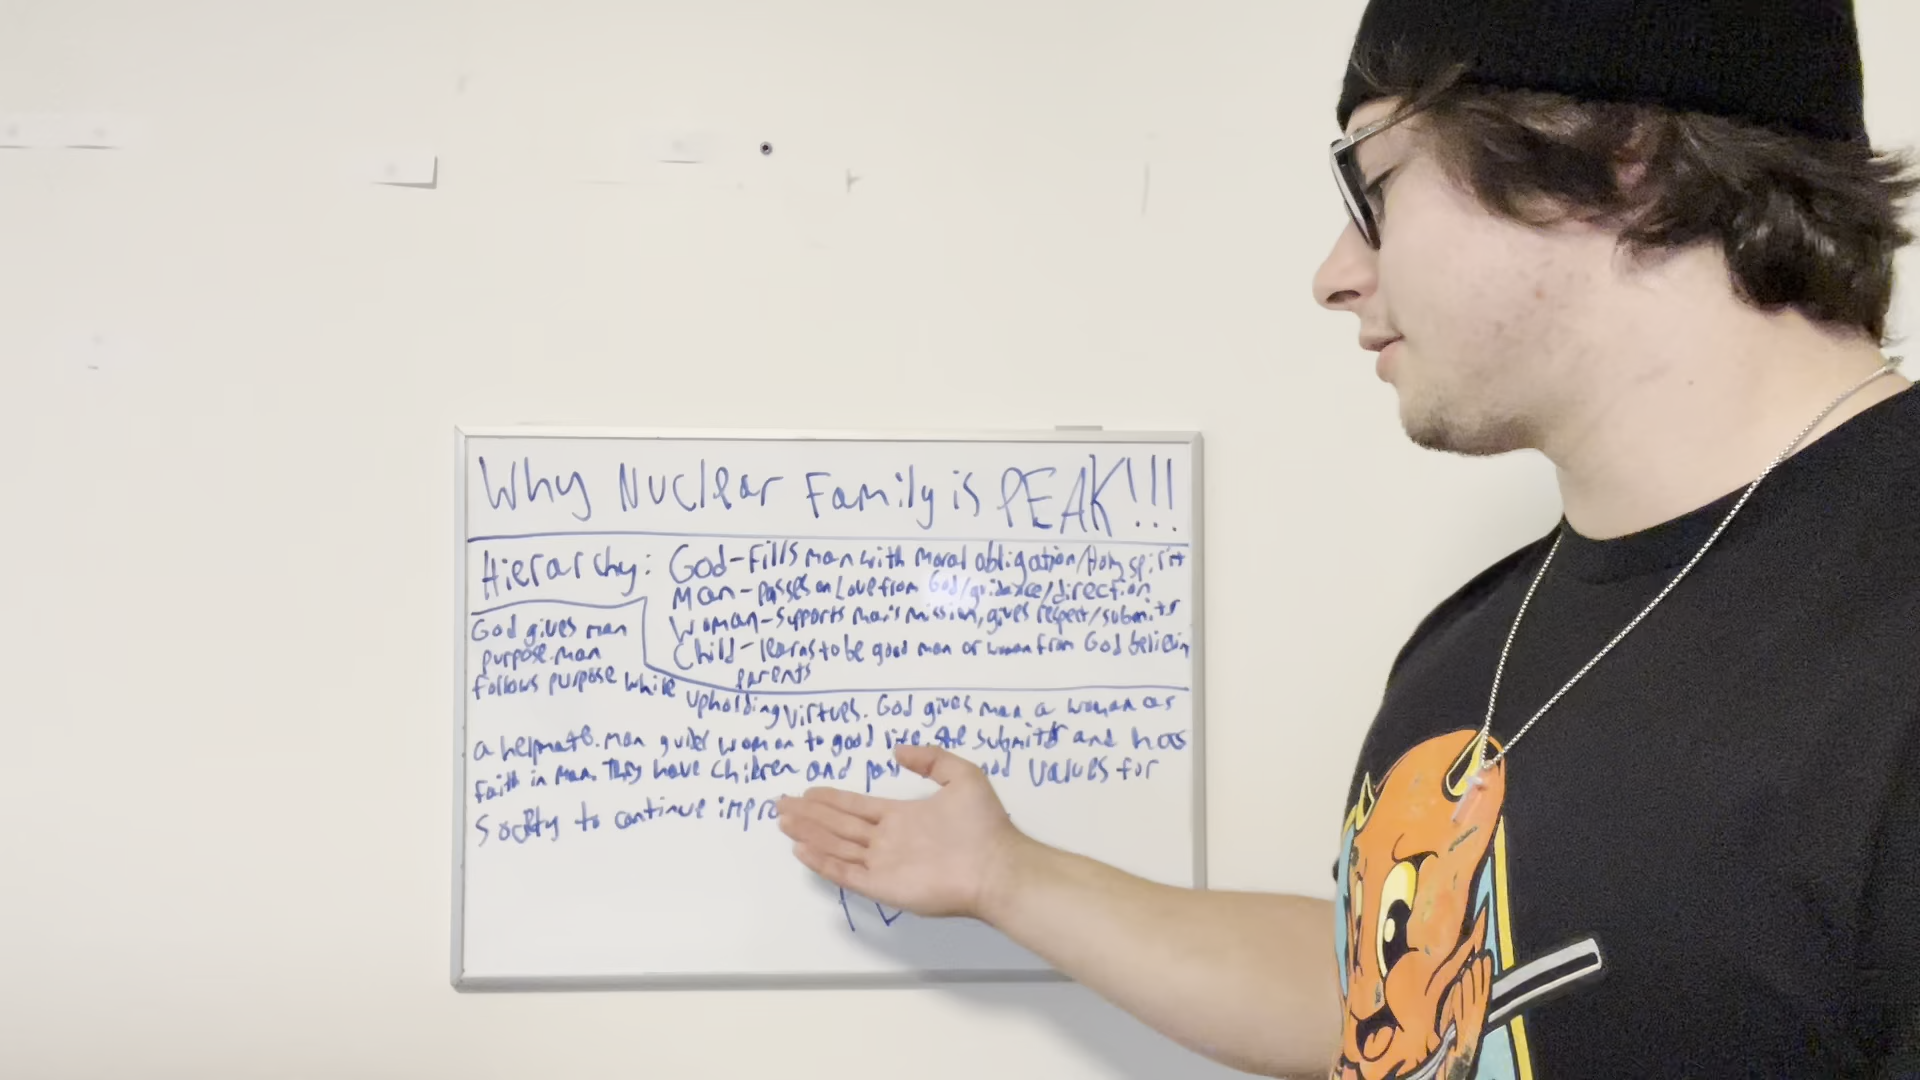 Why Nuclear Family is PEAK!!!
Hierarchy: God-Fills man with moral obligation/Holy spirit
Man-passes on Love from God/guidance/direction
Woman-supports man's mission, gives respect/submits
Child-learns to be good man or woman from God believing
parents
God gives man
purpose. man
follows purpose while upholding virtues. God gives man a woman as
a helpmate. man guides woman to good life. she submits and has
faith in man. They have children and values for
Society to continue